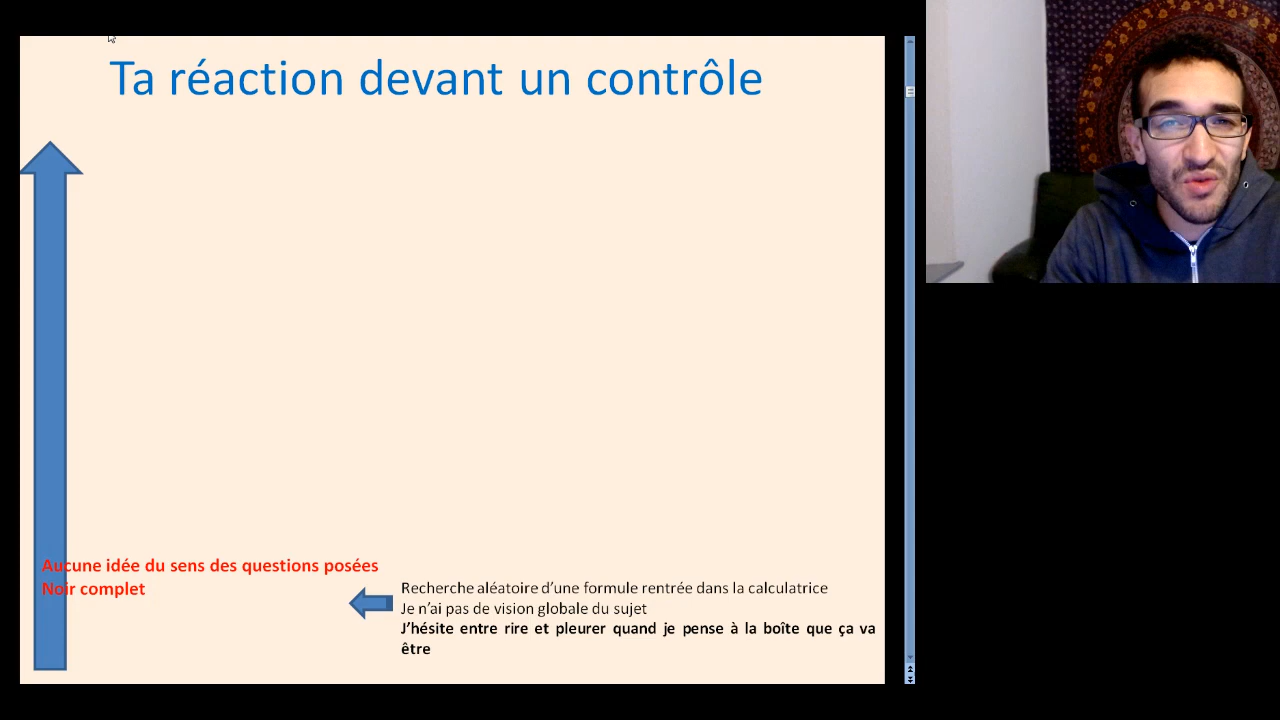 Ta réaction devant un contrôle
Aucune idée du sens des questions posées
Noir complet
Recherche aléatoire d'une formule rentrée dans la calculatrice
Je n'ai pas de vision globale du sujet
J'hésite entre rire et pleurer quand je pense à la boîte que ça va
être